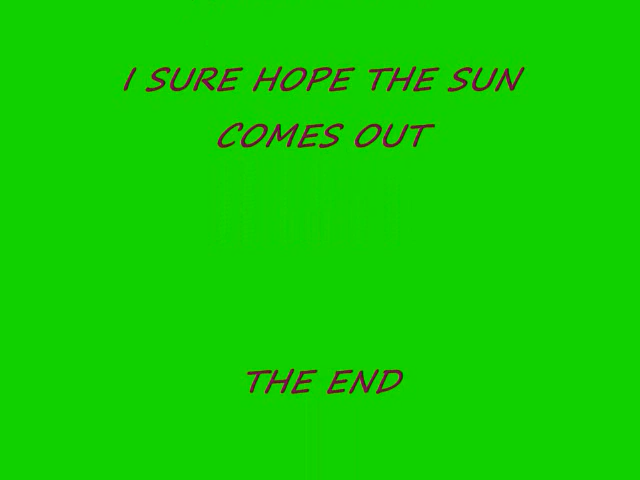 I SURE HOPE THE SUN
COMES OUT
THE END